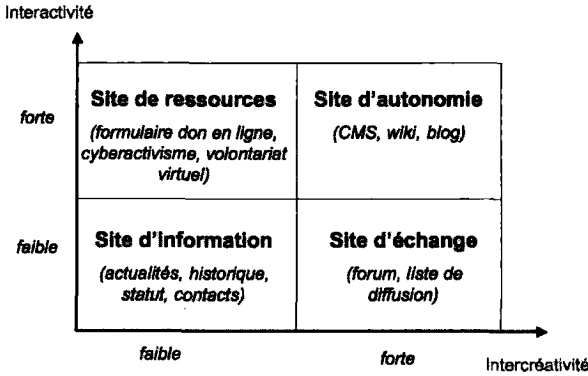 Interactivité
forte
Site de ressources
(formulaire don en ligne,
cyberactivisme, volontariat
virtuel)
Site d'autonomie
(CMS, wiki, blog)
faible
Site d'information
(actualités, historique,
statut, contacts)
Site d'échange
(forum, liste de
diffusion)
faible
forte
Intercréativité